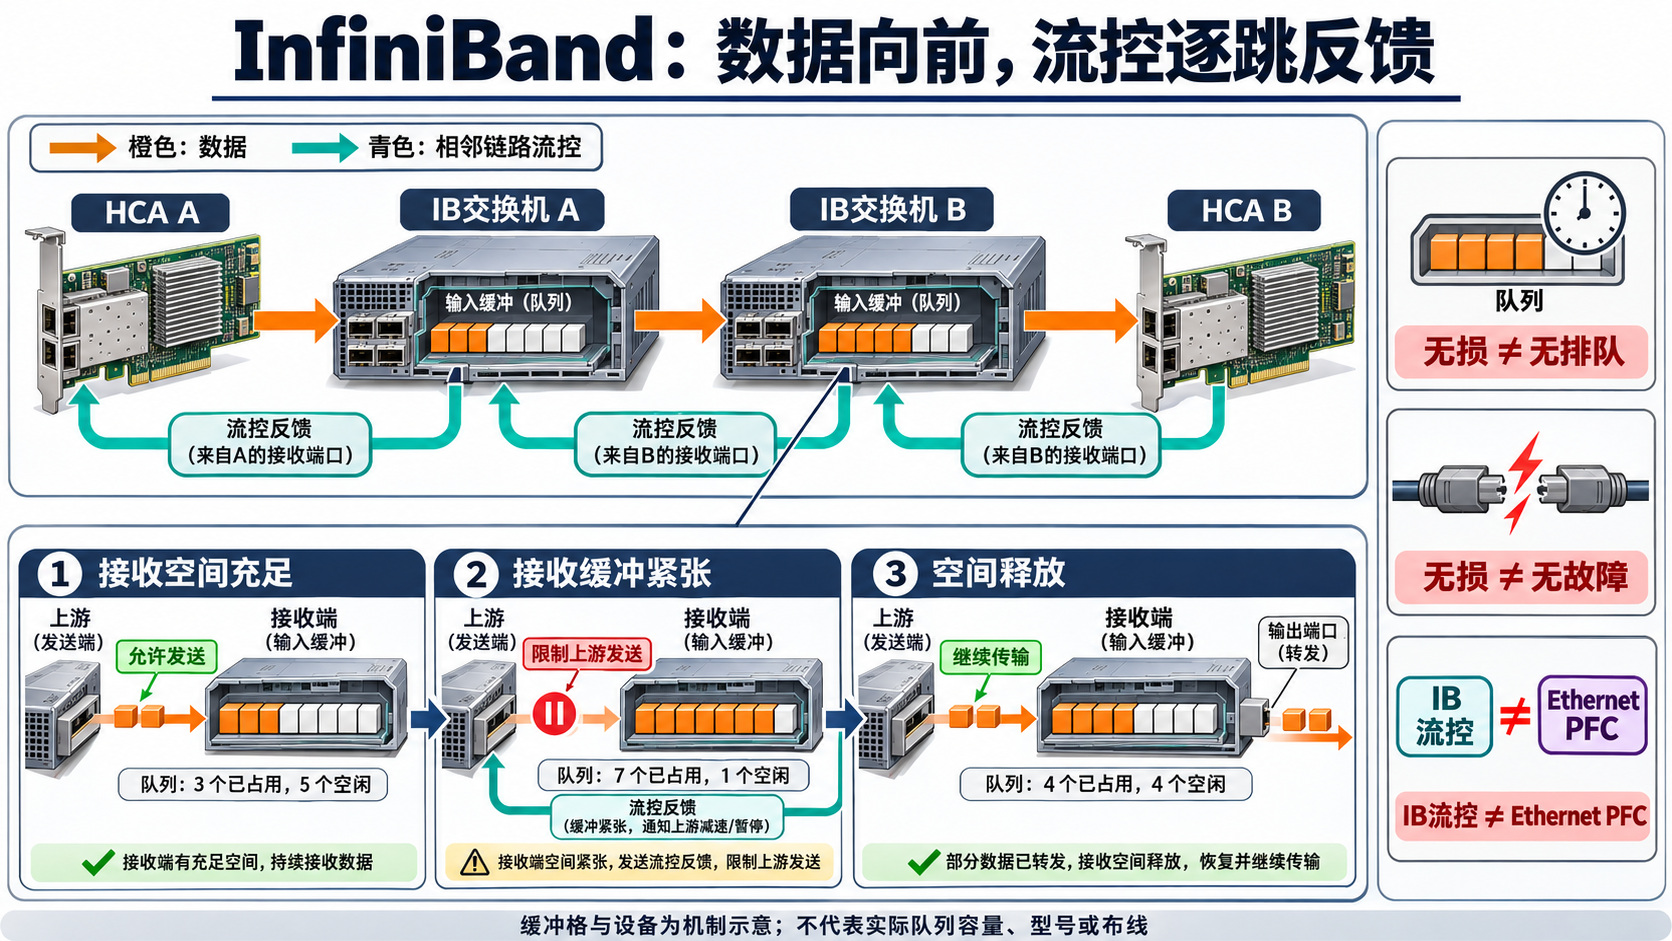 InfiniBand：数据向前，流控逐跳反馈
橙色：数据
青色：相邻链路流控
HCA A
IB交换机 A
IB交换机 B
HCA B
输入缓冲（队列）
输入缓冲（队列）
流控反馈
（来自A的接收端口）
流控反馈
（来自B的接收端口）
流控反馈
（来自B的接收端口）
1 接收空间充足
上游
（发送端）
接收端
（输入缓冲）
允许发送
队列：3个已占用，5个空闲
接收端有充足空间，持续接收数据
2 接收缓冲紧张
上游
（发送端）
接收端
（输入缓冲）
限制上游发送
队列：7个已占用，1个空闲
流控反馈
（缓冲紧张，通知上游减速/暂停）
接收端空间紧张，发送流控反馈，限制上游发送
3 空间释放
上游
（发送端）
接收端
（输入缓冲）
输出端口
（转发）
继续传输
队列：4个已占用，4个空闲
部分数据已转发，接收空间释放，恢复并继续传输
队列
无损 ≠ 无排队
无损 ≠ 无故障
IB
流控
≠
Ethernet
PFC
IB流控 ≠ Ethernet PFC
缓冲格与设备为机制示意；不代表实际队列容量、型号或布线